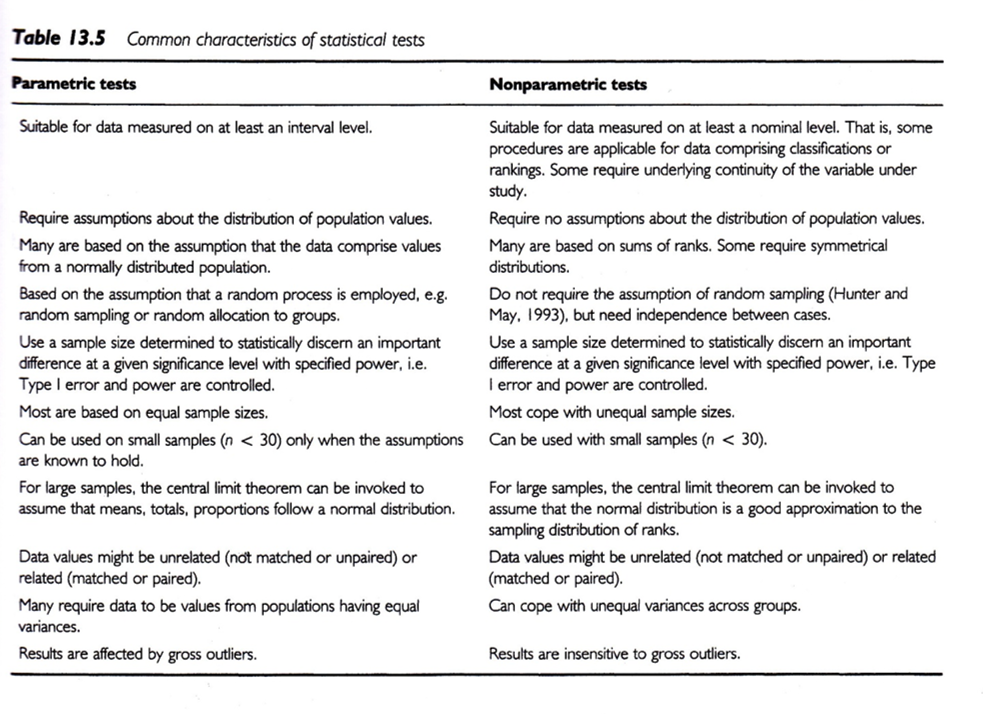 Table 13.5 Common characteristics of statistical tests
Parametric tests
Nonparametric tests
Suitable for data measured on at least an interval level.
Suitable for data measured on at least a nominal level. That is, some
procedures are applicable for data comprising classifications or
rankings. Some require underlying continuity of the variable under
study.
Require assumptions about the distribution of population values.
Require no assumptions about the distribution of population values.
Many are based on the assumption that the data comprise values
from a normally distributed population.
Many are based on sums of ranks. Some require symmetrical
distributions.
Based on the assumption that a random process is employed, e.g.
random sampling or random allocation to groups.
Do not require the assumption of random sampling (Hunter and
May, 1993), but need independence between cases.
Use a sample size determined to statistically discern an important
difference at a given significance level with specified power, i.e.
Type I error and power are controlled.
Use a sample size determined to statistically discern an important
difference at a given significance level with specified power, i.e. Type
I error and power are controlled.
Most are based on equal sample sizes.
Most cope with unequal sample sizes.
Can be used on small samples (n < 30) only when the assumptions
are known to hold.
Can be used with small samples (n < 30).
For large samples, the central limit theorem can be invoked to
assume that means, totals, proportions follow a normal distribution.
For large samples, the central limit theorem can be invoked to
assume that the normal distribution is a good approximation to the
sampling distribution of ranks.
Data values might be unrelated (not matched or unpaired) or
related (matched or paired).
Data values might be unrelated (not matched or unpaired) or related
(matched or paired).
Many require data to be values from populations having equal
variances.
Can cope with unequal variances across groups.
Results are affected by gross outliers.
Results are insensitive to gross outliers.